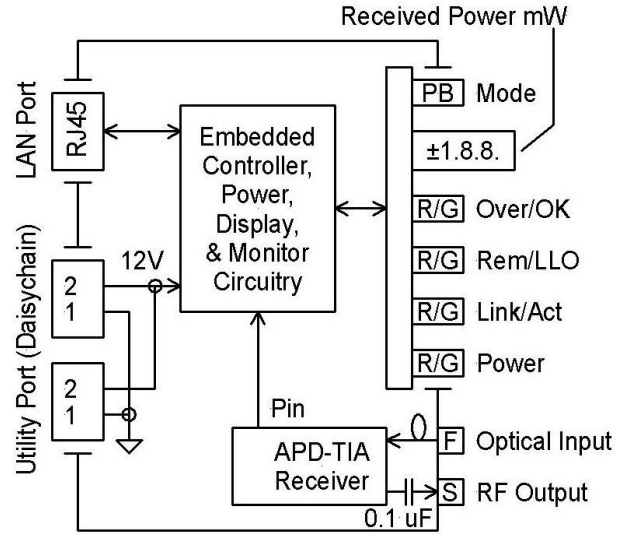 Received Power mW
LAN Port
RJ45
PB Mode
±1.8.8.
Embedded
Controller,
Power,
Display,
& Monitor
Circuitry
R/G Over/OK
R/G Rem/LLO
R/G Link/Act
R/G Power
Utility Port (Daisychain)
12V
2
1
2
1
Pin
APD-TIA
Receiver
F Optical Input
S RF Output
0.1 uF